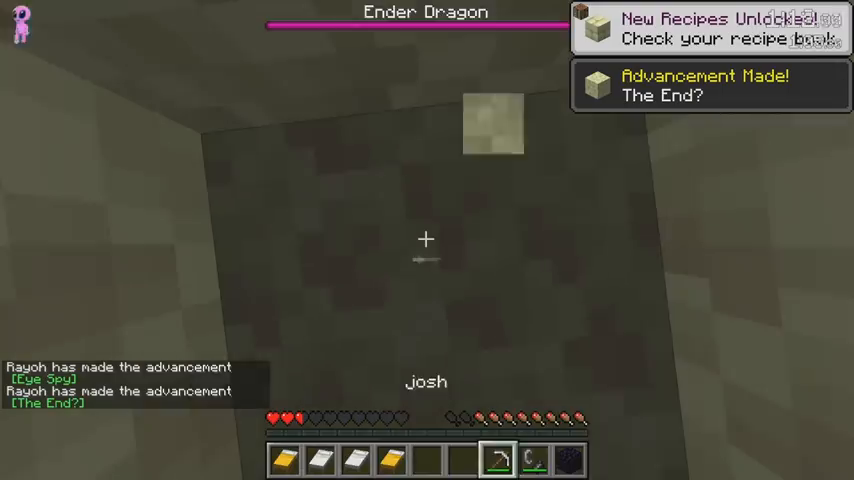 Ender Dragon
New Recipes Unlocked!
Check your recipe book
Advancement Made!
The End?
Rayoh has made the advancement
[Eye Spy]
Rayoh has made the advancement
[The End?]
josh